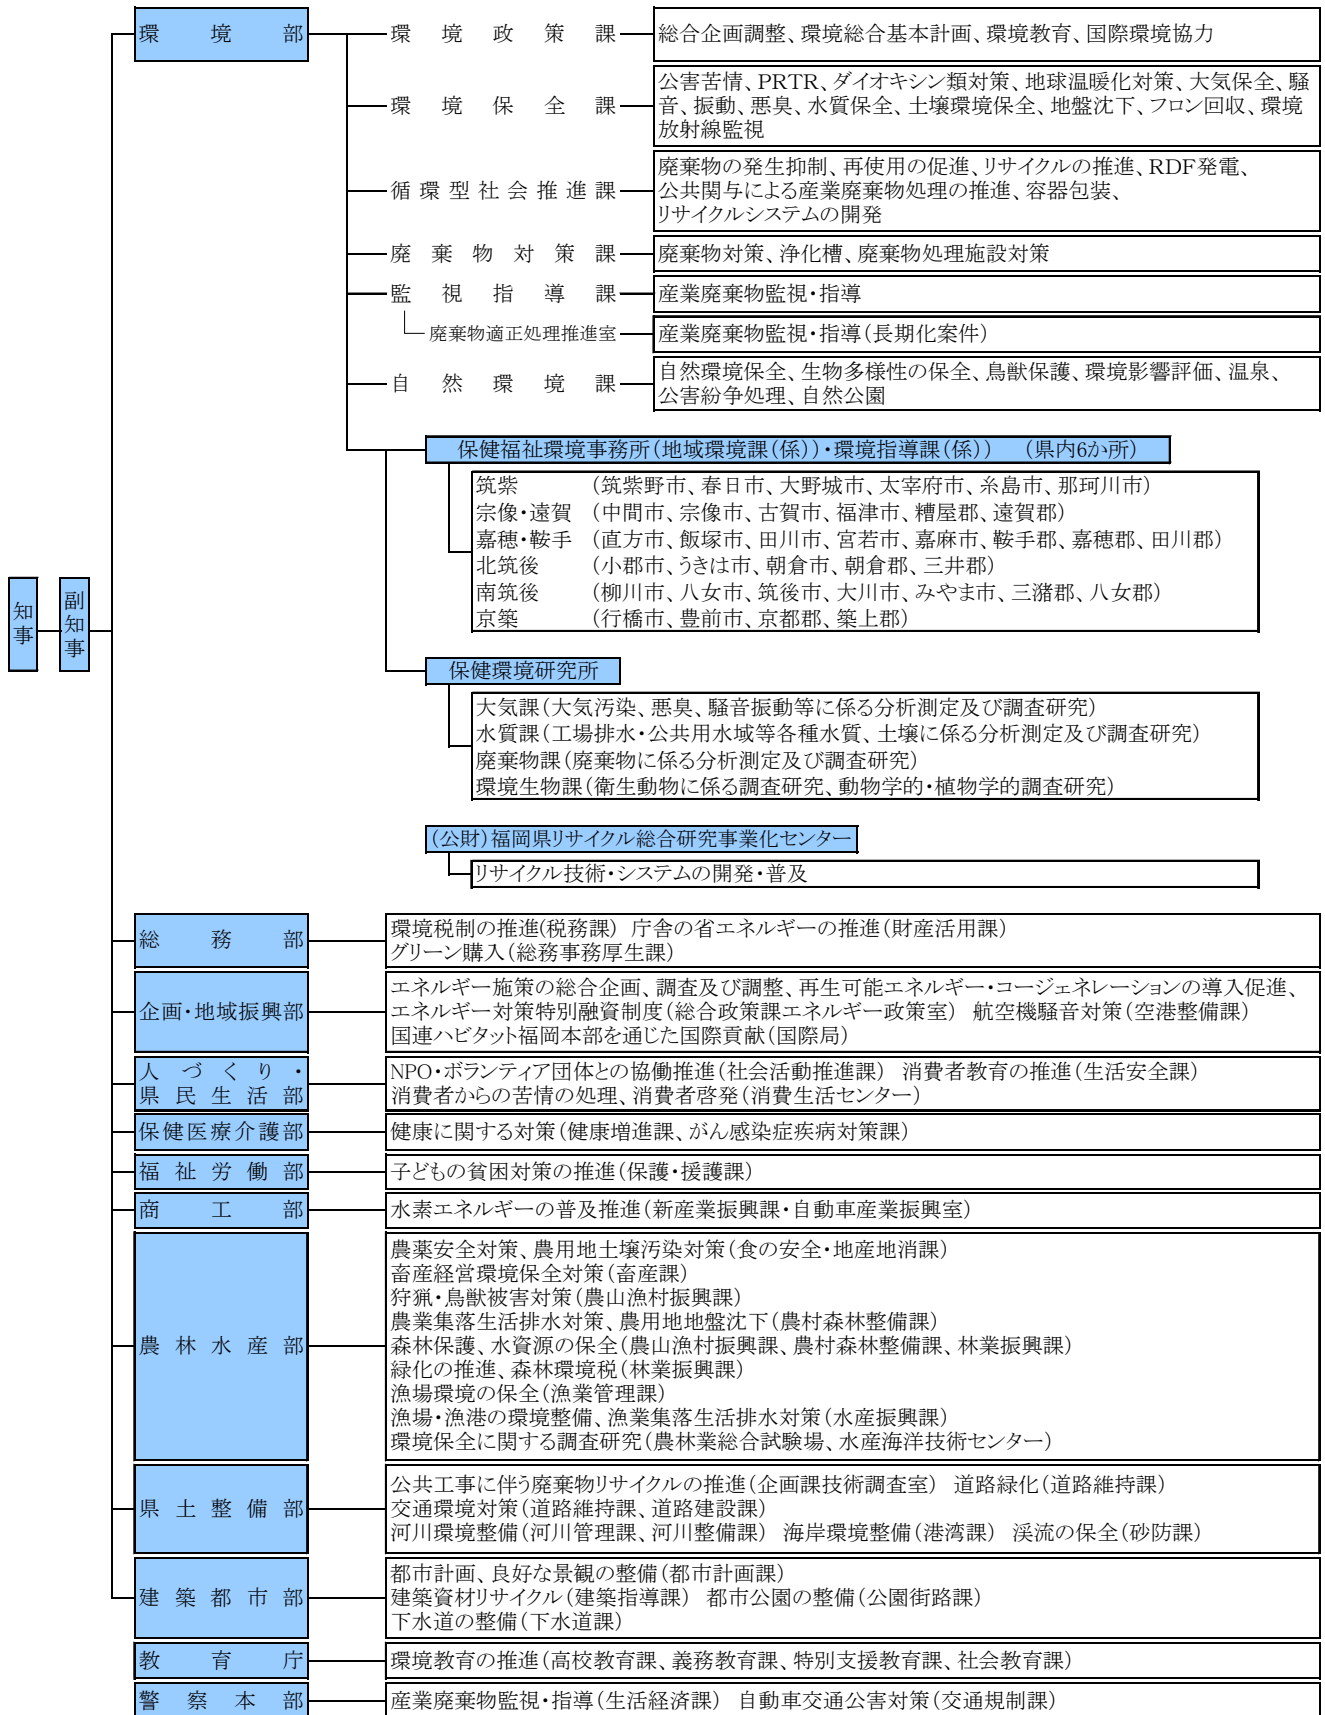 環境部
環境政策課
総合企画調整、環境総合基本計画、環境教育、国際環境協力
環境保全課
公害苦情、PRTR、ダイオキシン類対策、地球温暖化対策、大気保全、騒
音、振動、悪臭、水質保全、土壌環境保全、地盤沈下、フロン回収、環境
放射線監視
循環型社会推進課
廃棄物の発生抑制、再使用の促進、リサイクルの推進、RDF発電、
公共関与による産業廃棄物処理の推進、容器包装、
リサイクルシステムの開発
廃棄物対策課
廃棄物対策、浄化槽、廃棄物処理施設対策
監視指導課
産業廃棄物監視・指導
廃棄物適正処理推進室
産業廃棄物監視・指導(長期化案件)
自然環境課
自然環境保全、生物多様性の保全、鳥獣保護、環境影響評価、温泉、
公害紛争処理、自然公園
保健福祉環境事務所(地域環境課(係))・環境指導課(係)) (県内6か所)
筑紫 (筑紫野市、春日市、大野城市、太宰府市、糸島市、那珂川市)
宗像・遠賀 (中間市、宗像市、古賀市、福津市、糟屋郡、遠賀郡)
嘉穂・鞍手 (直方市、飯塚市、田川市、宮若市、嘉麻市、鞍手郡、嘉穂郡、田川郡)
北筑後 (小郡市、うきは市、朝倉市、朝倉郡、三井郡)
南筑後 (柳川市、八女市、筑後市、大川市、みやま市、三潴郡、八女郡)
京築 (行橋市、豊前市、京都郡、築上郡)
知事
副知事
保健環境研究所
大気課(大気汚染、悪臭、騒音振動等に係る分析測定及び調査研究)
水質課(工場排水・公共用水域等各種水質、土壌に係る分析測定及び調査研究)
廃棄物課(廃棄物に係る分析測定及び調査研究)
環境生物課(衛生動物に係る調査研究、動物学的・植物学的調査研究)
(公財)福岡県リサイクル総合研究事業化センター
リサイクル技術・システムの開発・普及
総務部
環境税制の推進(税務課) 庁舎の省エネルギーの推進(財産活用課)
グリーン購入(総務事務厚生課)
企画・地域振興部
エネルギー施策の総合企画、調査及び調整、再生可能エネルギー・コージェネレーションの導入促進、
エネルギー対策特別融資制度(総合政策課エネルギー政策室) 航空機騒音対策(空港整備課)
国連ハビタット福岡本部を通じた国際貢献(国際局)
人づくり・
県民生活部
NPO・ボランティア団体との協働推進(社会活動推進課) 消費者教育の推進(生活安全課)
消費者からの苦情の処理、消費者啓発(消費生活センター)
保健医療介護部
健康に関する対策(健康増進課、がん感染症疾病対策課)
福祉労働部
子どもの貧困対策の推進(保護・援護課)
商工部
水素エネルギーの普及推進(新産業振興課・自動車産業振興室)
農林水産部
農薬安全対策、農用地土壌汚染対策(食の安全・地産地消課)
畜産経営環境保全対策(畜産課)
狩猟・鳥獣被害対策(農山漁村振興課)
農業集落生活排水対策、農用地地盤沈下(農村森林整備課)
森林保護、水資源の保全(農山漁村振興課、農村森林整備課、林業振興課)
緑化の推進、森林環境税(林業振興課)
漁場環境の保全(漁業管理課)
漁場・漁港の環境整備、漁業集落生活排水対策(水産振興課)
環境保全に関する調査研究(農林業総合試験場、水産海洋技術センター)
県土整備部
公共工事に伴う廃棄物リサイクルの推進(企画課技術調査室) 道路緑化(道路維持課)
交通環境対策(道路維持課、道路建設課)
河川環境整備(河川管理課、河川整備課) 海岸環境整備(港湾課) 渓流の保全(砂防課)
建築都市部
都市計画、良好な景観の整備(都市計画課)
建築資材リサイクル(建築指導課) 都市公園の整備(公園街路課)
下水道の整備(下水道課)
教育庁
環境教育の推進(高校教育課、義務教育課、特別支援教育課、社会教育課)
警察本部
産業廃棄物監視・指導(生活経済課) 自動車交通公害対策(交通規制課)